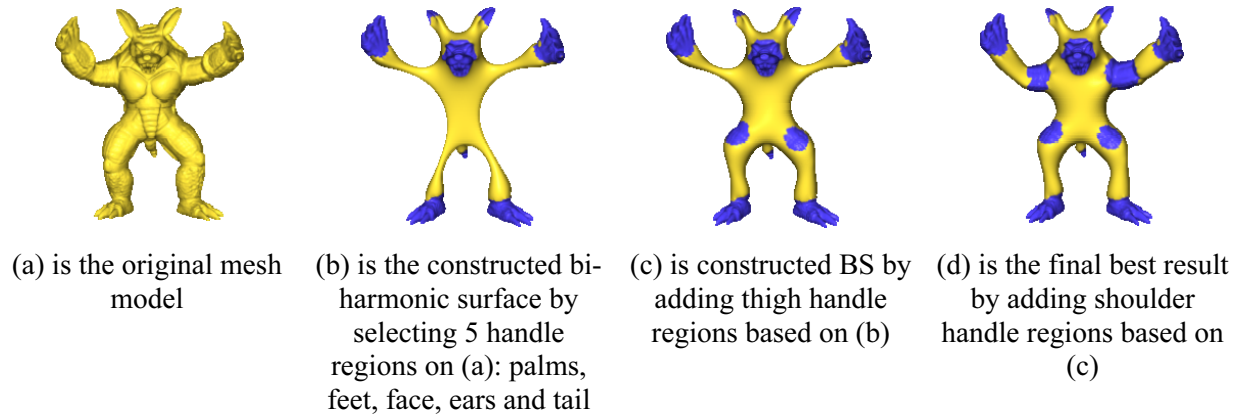 (a) is the original mesh
model
(b) is the constructed bi-
harmonic surface by
selecting 5 handle
regions on (a): palms,
feet, face, ears and tail
(c) is constructed BS by
adding thigh handle
regions based on (b)
(d) is the final best result
by adding shoulder
handle regions based on
(c)